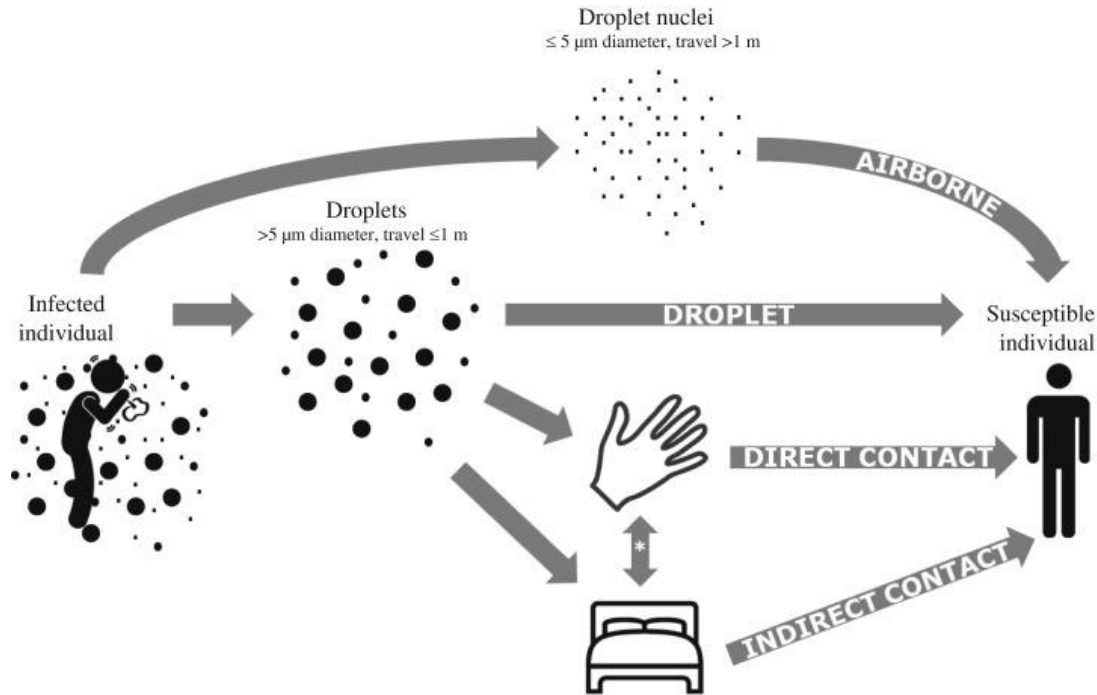 Droplet nuclei
≤ 5 µm diameter, travel >1 m
AIRBORNE
Droplets
>5 µm diameter, travel ≤1 m
Infected
individual
DROPLET
Susceptible
individual
DIRECT CONTACT
*
INDIRECT CONTACT